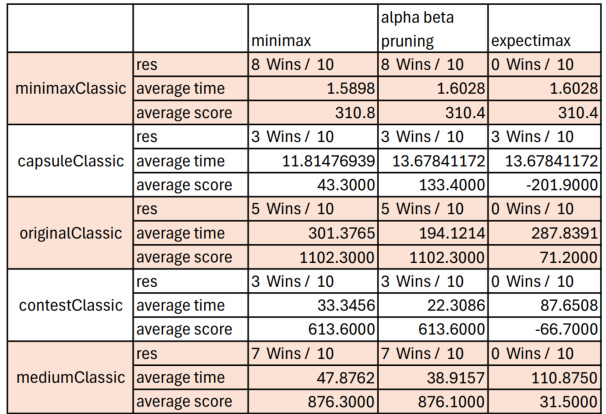 minimax alpha beta pruning expectimax
minimaxClassic res 8 Wins / 10 8 Wins / 10 0 Wins / 10
average time 1.5898 1.6028 1.6028
average score 310.8 310.4 310.4
capsuleClassic res 3 Wins / 10 3 Wins / 10 3 Wins / 10
average time 11.81476939 13.67841172 13.67841172
average score 43.3000 133.4000 -201.9000
originalClassic res 5 Wins / 10 5 Wins / 10 0 Wins / 10
average time 301.3765 194.1214 287.8391
average score 1102.3000 1102.3000 71.2000
contestClassic res 3 Wins / 10 3 Wins / 10 0 Wins / 10
average time 33.3456 22.3086 87.6508
average score 613.6000 613.6000 -66.7000
mediumClassic res 7 Wins / 10 7 Wins / 10 0 Wins / 10
average time 47.8762 38.9157 110.8750
average score 876.3000 876.1000 31.5000